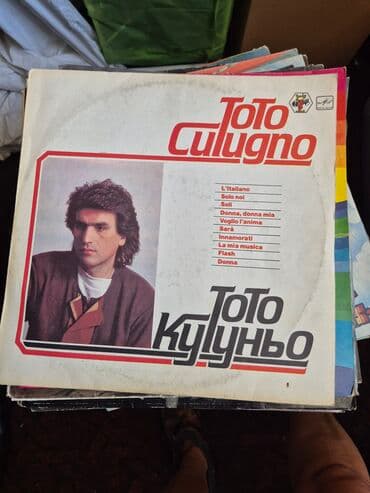 ТОТО
Cutugno
L'Italiano
Solo noi
Soli
Donna, donna mia
Voglio l'anima
Sarà
Innamorati
La mia musica
Flash
Donna
ТОТО
Кутуньо